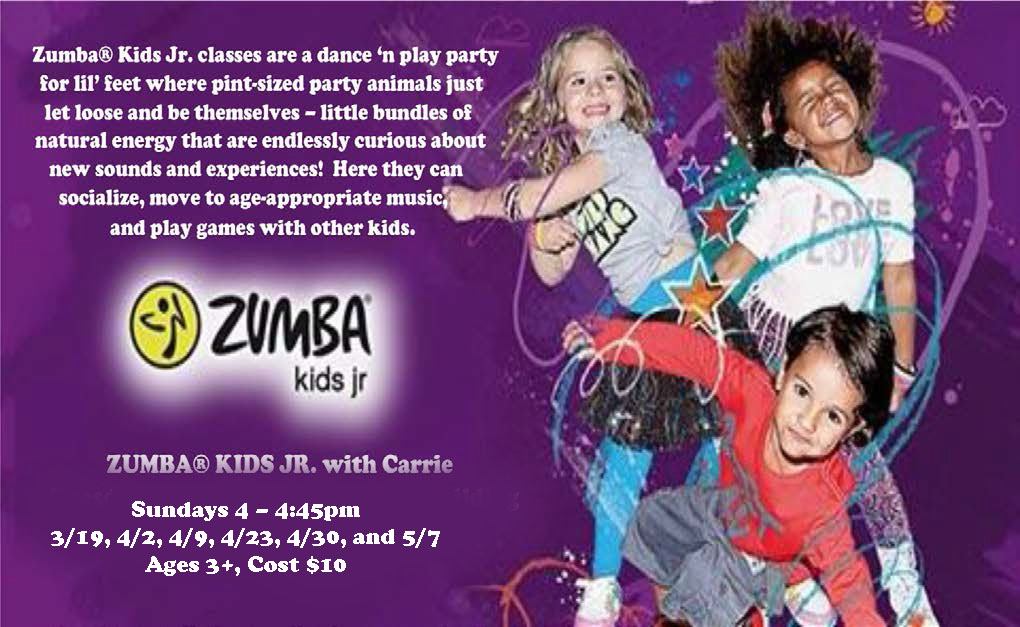 Zumba® Kids Jr. classes are a dance ‘n play party
for lil’ feet where pint-sized party animals just
let loose and be themselves – little bundles of
natural energy that are endlessly curious about
new sounds and experiences!  Here they can
socialize, move to age-appropriate music,
and play games with other kids.
ZUMBA®
kids jr
LOVE
ZUMBA® KIDS JR. with Carrie
Sundays 4 – 4:45pm
3/19, 4/2, 4/9, 4/23, 4/30, and 5/7
Ages 3+, Cost $10